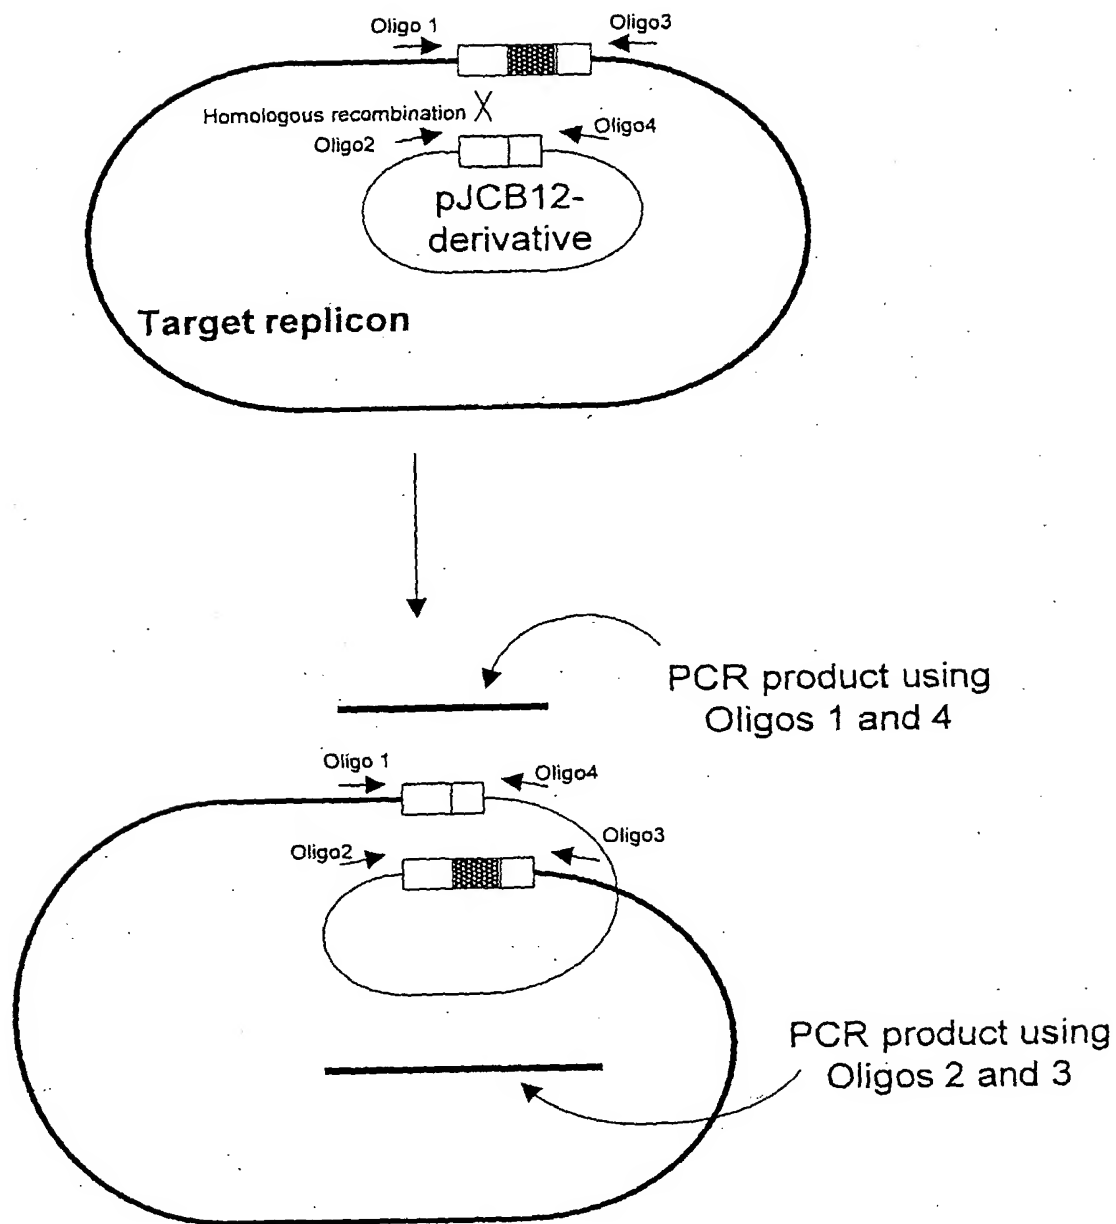 Oligo 1
Oligo3
Homologous recombination X
Oligo2
Oligo4
pJCB12-
derivative
Target replicon
PCR product using
Oligos 1 and 4
Oligo 1
Oligo4
Oligo2
Oligo3
PCR product using
Oligos 2 and 3